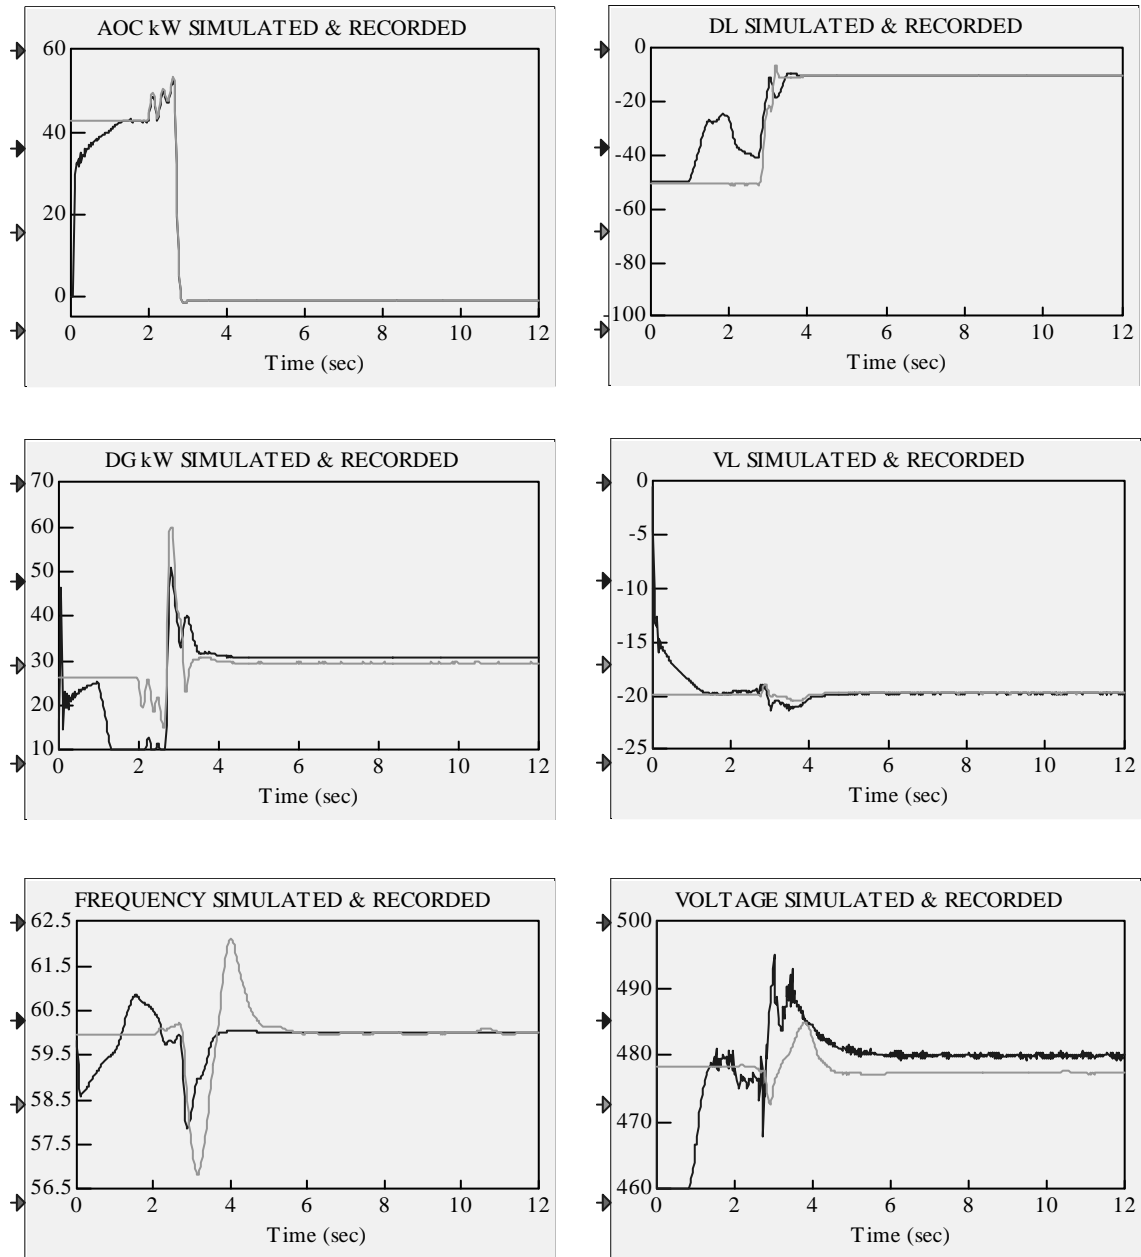 AOC kW SIMULATED & RECORDED
60
40
20
0
0 2 4 6 8 10 12
Time (sec)
DL SIMULATED & RECORDED
0
-20
-40
-60
-80
-100
0 2 4 6 8 10 12
Time (sec)
DG kW SIMULATED & RECORDED
70
60
50
40
30
20
10
0 2 4 6 8 10 12
Time (sec)
VL SIMULATED & RECORDED
0
-5
-10
-15
-20
-25
0 2 4 6 8 10 12
Time (sec)
FREQUENCY SIMULATED & RECORDED
62.5
61.5
60.5
59.5
58.5
57.5
56.5
0 2 4 6 8 10 12
Time (sec)
VOLTAGE SIMULATED & RECORDED
500
490
480
470
460
0 2 4 6 8 10 12
Time (sec)